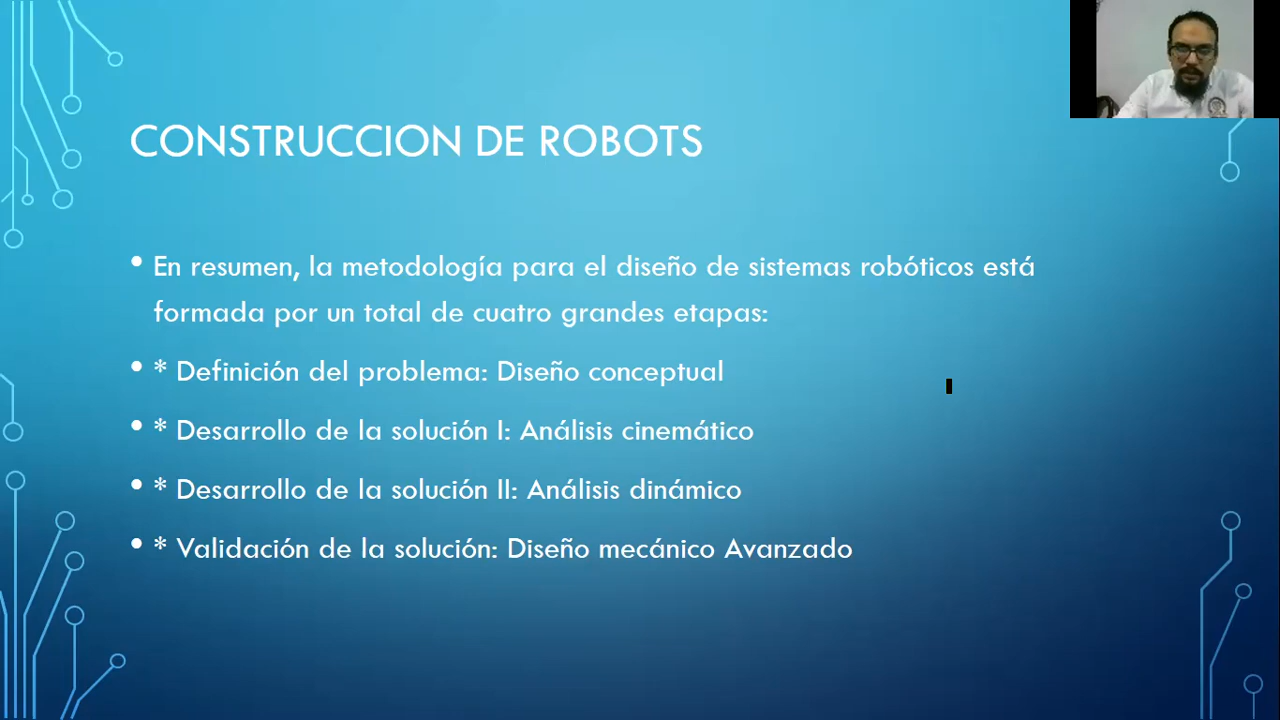 CONSTRUCCION DE ROBOTS
• En resumen, la metodología para el diseño de sistemas robóticos está
formada por un total de cuatro grandes etapas:
• * Definición del problema: Diseño conceptual
• * Desarrollo de la solución I: Análisis cinemático
• * Desarrollo de la solución II: Análisis dinámico
• * Validación de la solución: Diseño mecánico Avanzado